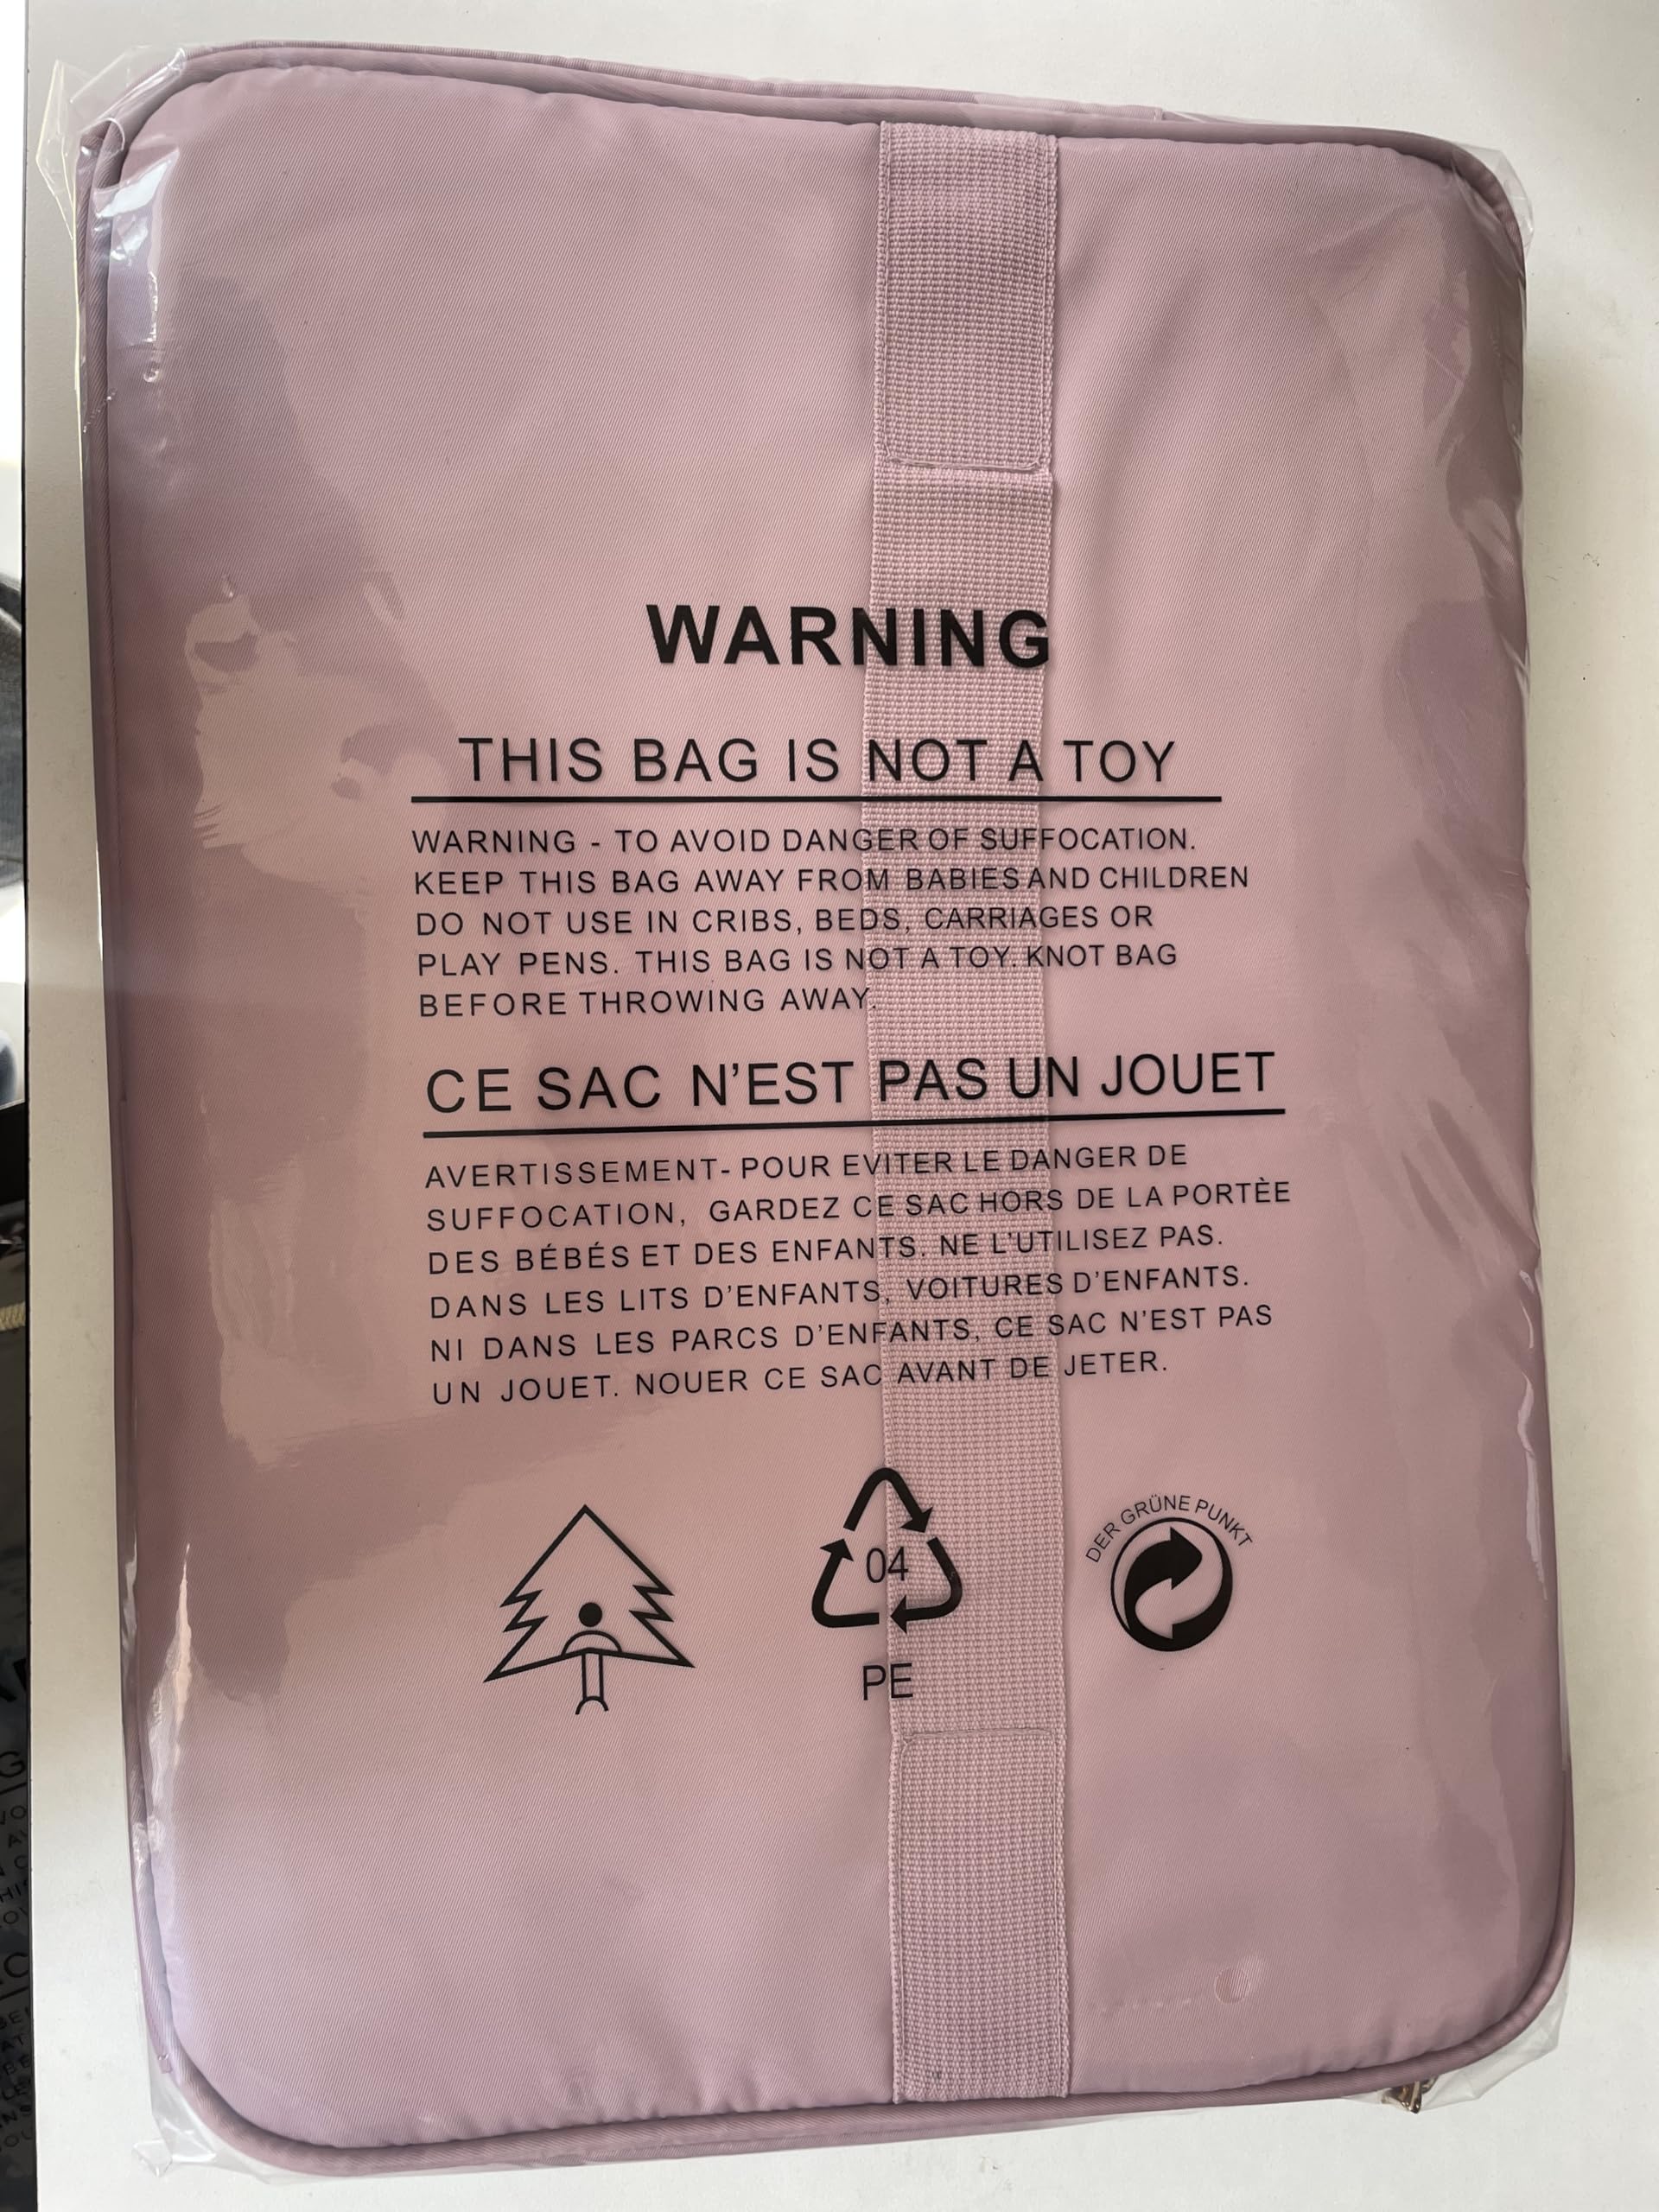 WARNING
THIS BAG IS NOT A TOY
WARNING - TO AVOID DANGER OF SUFFOCATION.
KEEP THIS BAG AWAY FROM BABIES AND CHILDREN
DO NOT USE IN CRIBS, BEDS, CARRIAGES OR
PLAY PENS. THIS BAG IS NOT A TOY. KNOT BAG
BEFORE THROWING AWAY.
CE SAC N'EST PAS UN JOUET
AVERTISSEMENT- POUR EVITER LE DANGER DE
SUFFOCATION, GARDEZ CE SAC HORS DE LA PORTÈE
DES BÉBÉS ET DES ENFANTS. NE L'UTILISEZ PAS.
DANS LES LITS D'ENFANTS, VOITURES D'ENFANTS.
NI DANS LES PARCS D'ENFANTS, CE SAC N'EST PAS
UN JOUET. NOUER CE SAC AVANT DE JETER.
04
PE
DER GRÜNE PUNKT